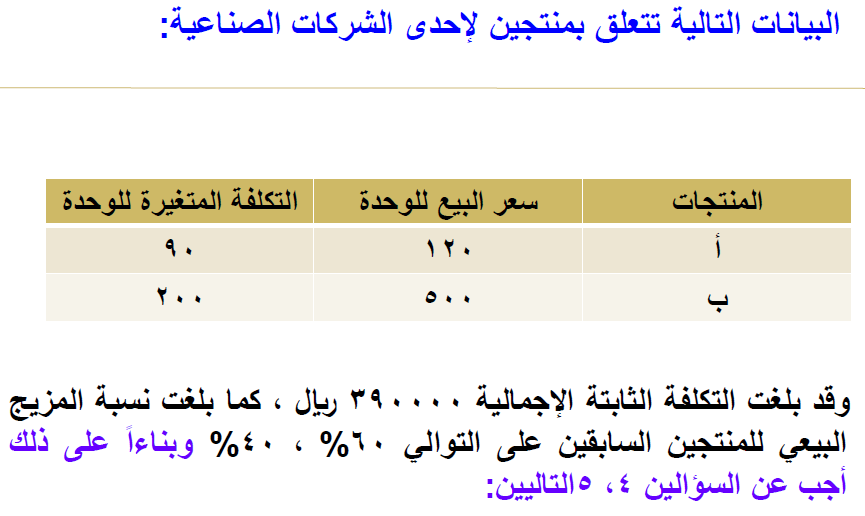 البيانات التالية تتعلق بمنتجين لإحدى الشركات الصناعية:
المنتجات سعر البيع للوحدة التكلفة المتغيرة للوحدة
أ ١٢٠ ٩٠
ب ٥٠٠ ٢٠٠
وقد بلغت التكلفة الثابتة الإجمالية ٣٩٠٠٠٠ ريال ، كما بلغت نسبة المزيج
البيعي للمنتجين السابقين على التوالي ٦٠% ، ٤٠% وبناءاً على ذلك
أجب عن السؤالين ٤، ٥التاليين: